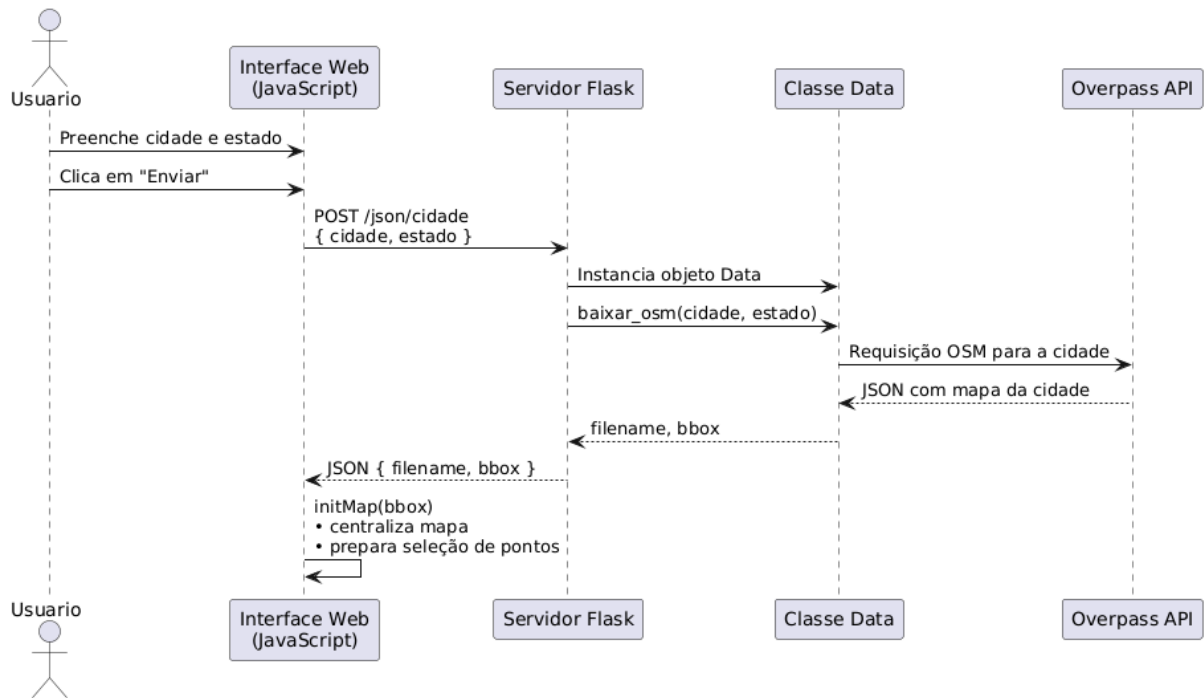 Usuario
Interface Web
(JavaScript)
Servidor Flask
Classe Data
Overpass API
Preenche cidade e estado
Clica em "Enviar"
POST /json/cidade
{ cidade, estado }
Instancia objeto Data
baixar_osm(cidade, estado)
Requisição OSM para a cidade
JSON com mapa da cidade
filename, bbox
JSON { filename, bbox }
initMap(bbox)
• centraliza mapa
• prepara seleção de pontos
Usuario
Interface Web
(JavaScript)
Servidor Flask
Classe Data
Overpass API